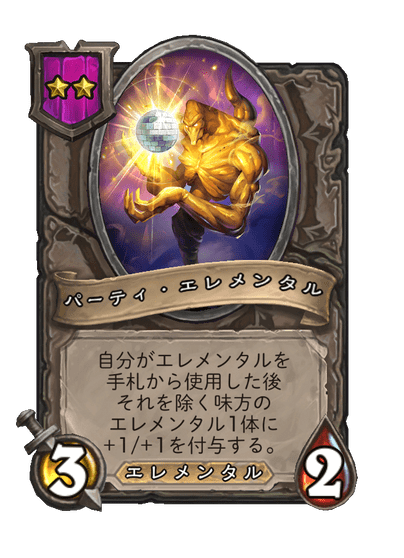 パーティ・エレメンタル
自分がエレメンタルを
手札から使用した後
それを除く味方の
エレメンタル1体に
+1/+1を付与する。
3
エレメンタル
2